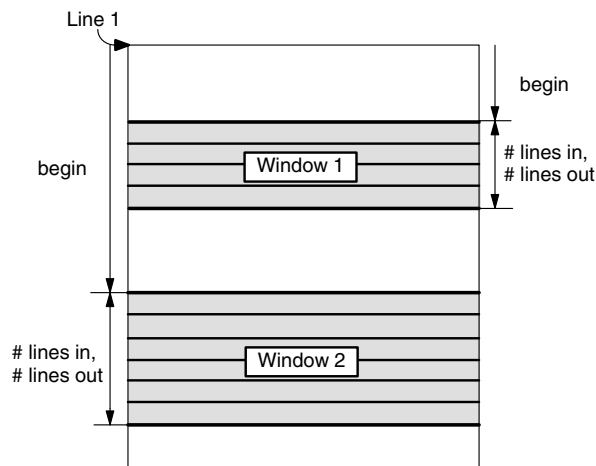 Line 1
begin
# lines in,
# lines out
Window 1
begin
# lines in,
# lines out
Window 2